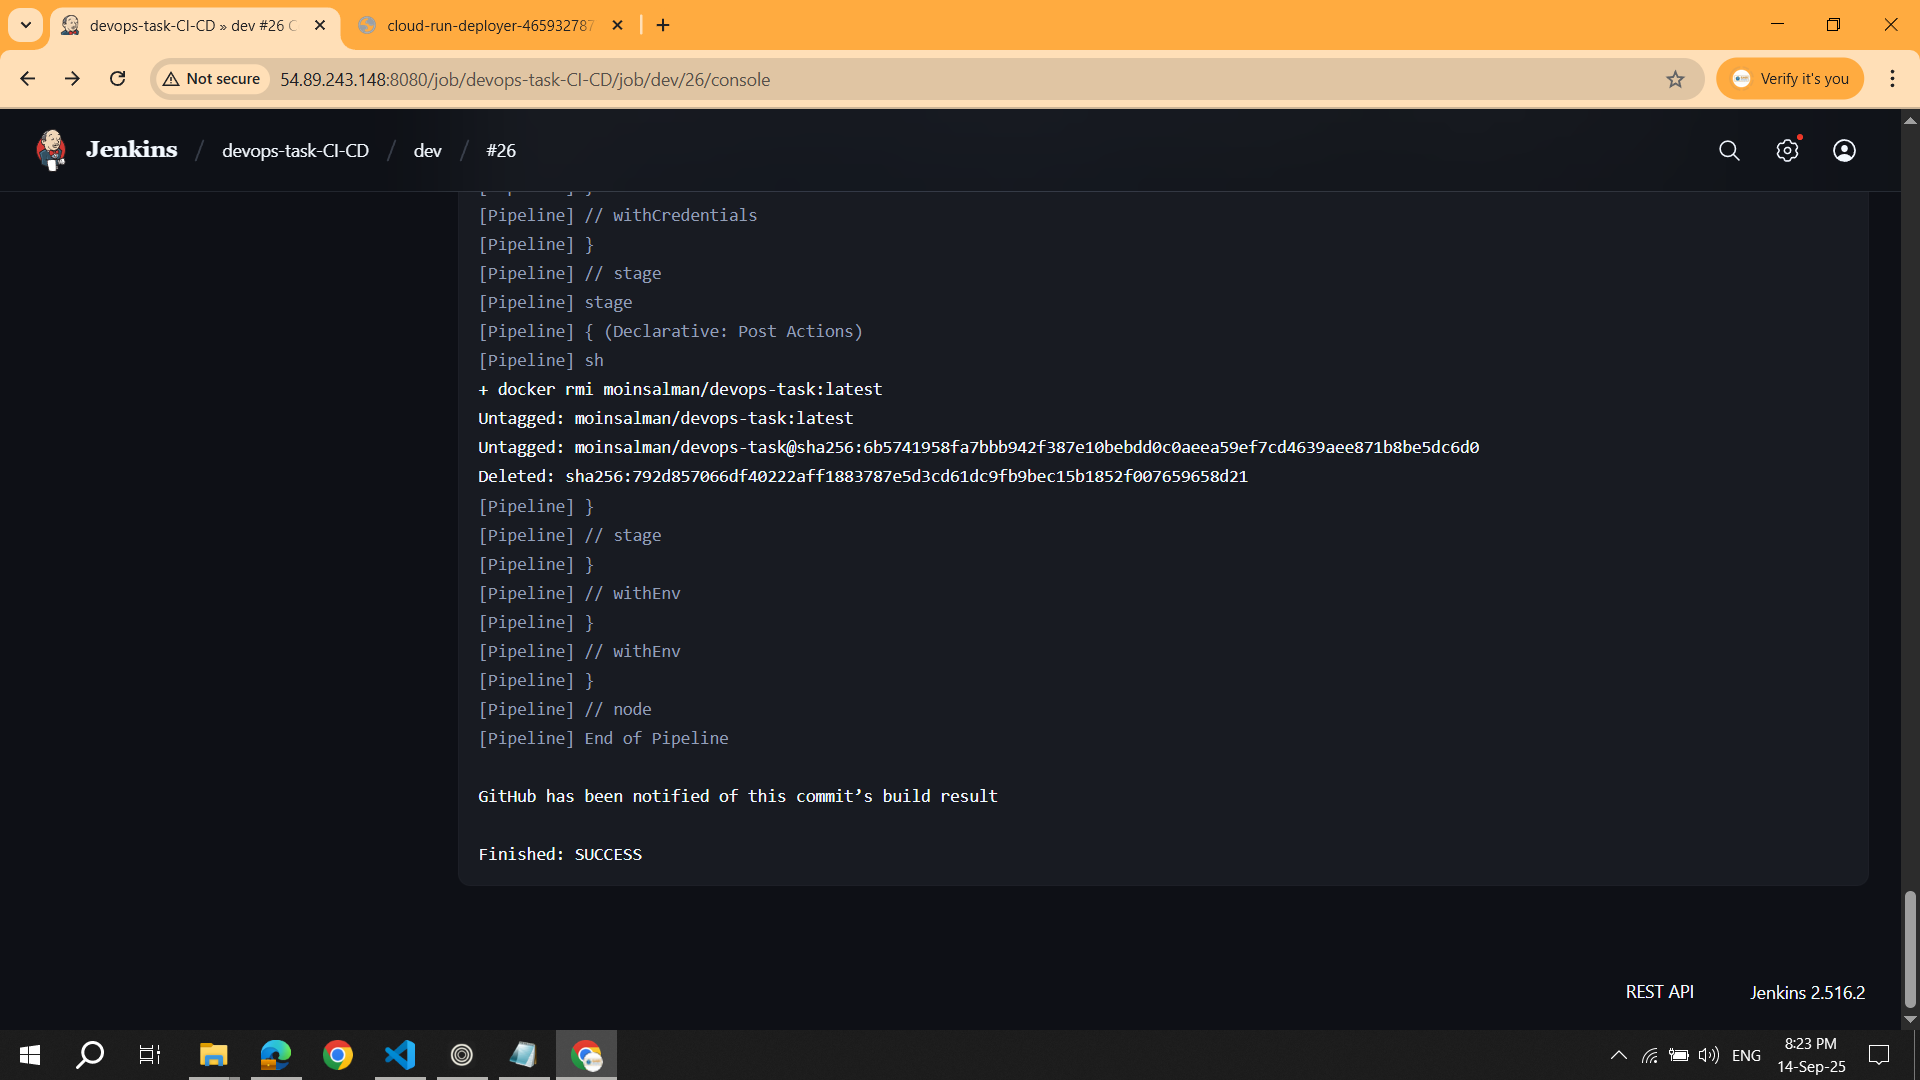 devops-task-CI-CD » dev #26 C
cloud-run-deployer-465932787
Not secure
54.89.243.148:8080/job/devops-task-CI-CD/job/dev/26/console
Verify it's you
Jenkins / devops-task-CI-CD / dev / #26
[Pipeline] // withCredentials
[Pipeline] }
[Pipeline] // stage
[Pipeline] stage
[Pipeline] { (Declarative: Post Actions)
[Pipeline] sh
+ docker rmi moinsalman/devops-task:latest
Untagged: moinsalman/devops-task:latest
Untagged: moinsalman/devops-task@sha256:6b5741958fa7bbb942f387e10bebdd0c0aeea59ef7cd4639aee871b8be5dc6d0
Deleted: sha256:792d857066df40222aff1883787e5d3cd61dc9fb9bec15b1852f007659658d21
[Pipeline] }
[Pipeline] // stage
[Pipeline] }
[Pipeline] // withEnv
[Pipeline] }
[Pipeline] // withEnv
[Pipeline] }
[Pipeline] // node
[Pipeline] End of Pipeline
GitHub has been notified of this commit’s build result
Finished: SUCCESS
REST API
Jenkins 2.516.2
ENG
8:23 PM
14-Sep-25